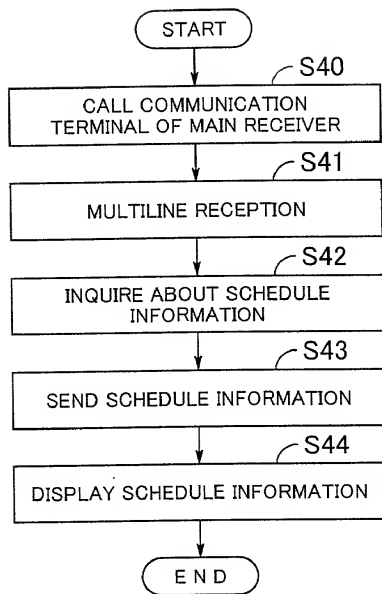 START
S40
CALL COMMUNICATION
TERMINAL OF MAIN RECEIVER
S41
MULTILINE RECEPTION
S42
INQUIRE ABOUT SCHEDULE
INFORMATION
S43
SEND SCHEDULE INFORMATION
S44
DISPLAY SCHEDULE INFORMATION
END